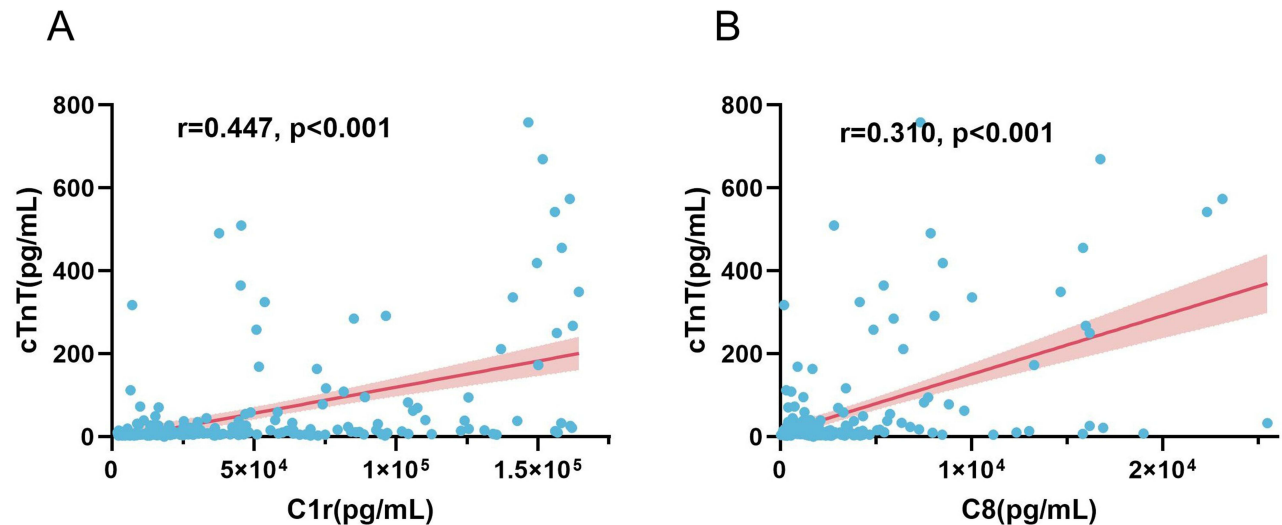 A
800
600
400
200
0
cTnT(pg/mL)
r=0.447, p<0.001
0
5×10⁴
1×10⁵
1.5×10⁵
C1r(pg/mL)
B
800
600
400
200
0
cTnT(pg/mL)
r=0.310, p<0.001
0
1×10⁴
2×10⁴
C8(pg/mL)